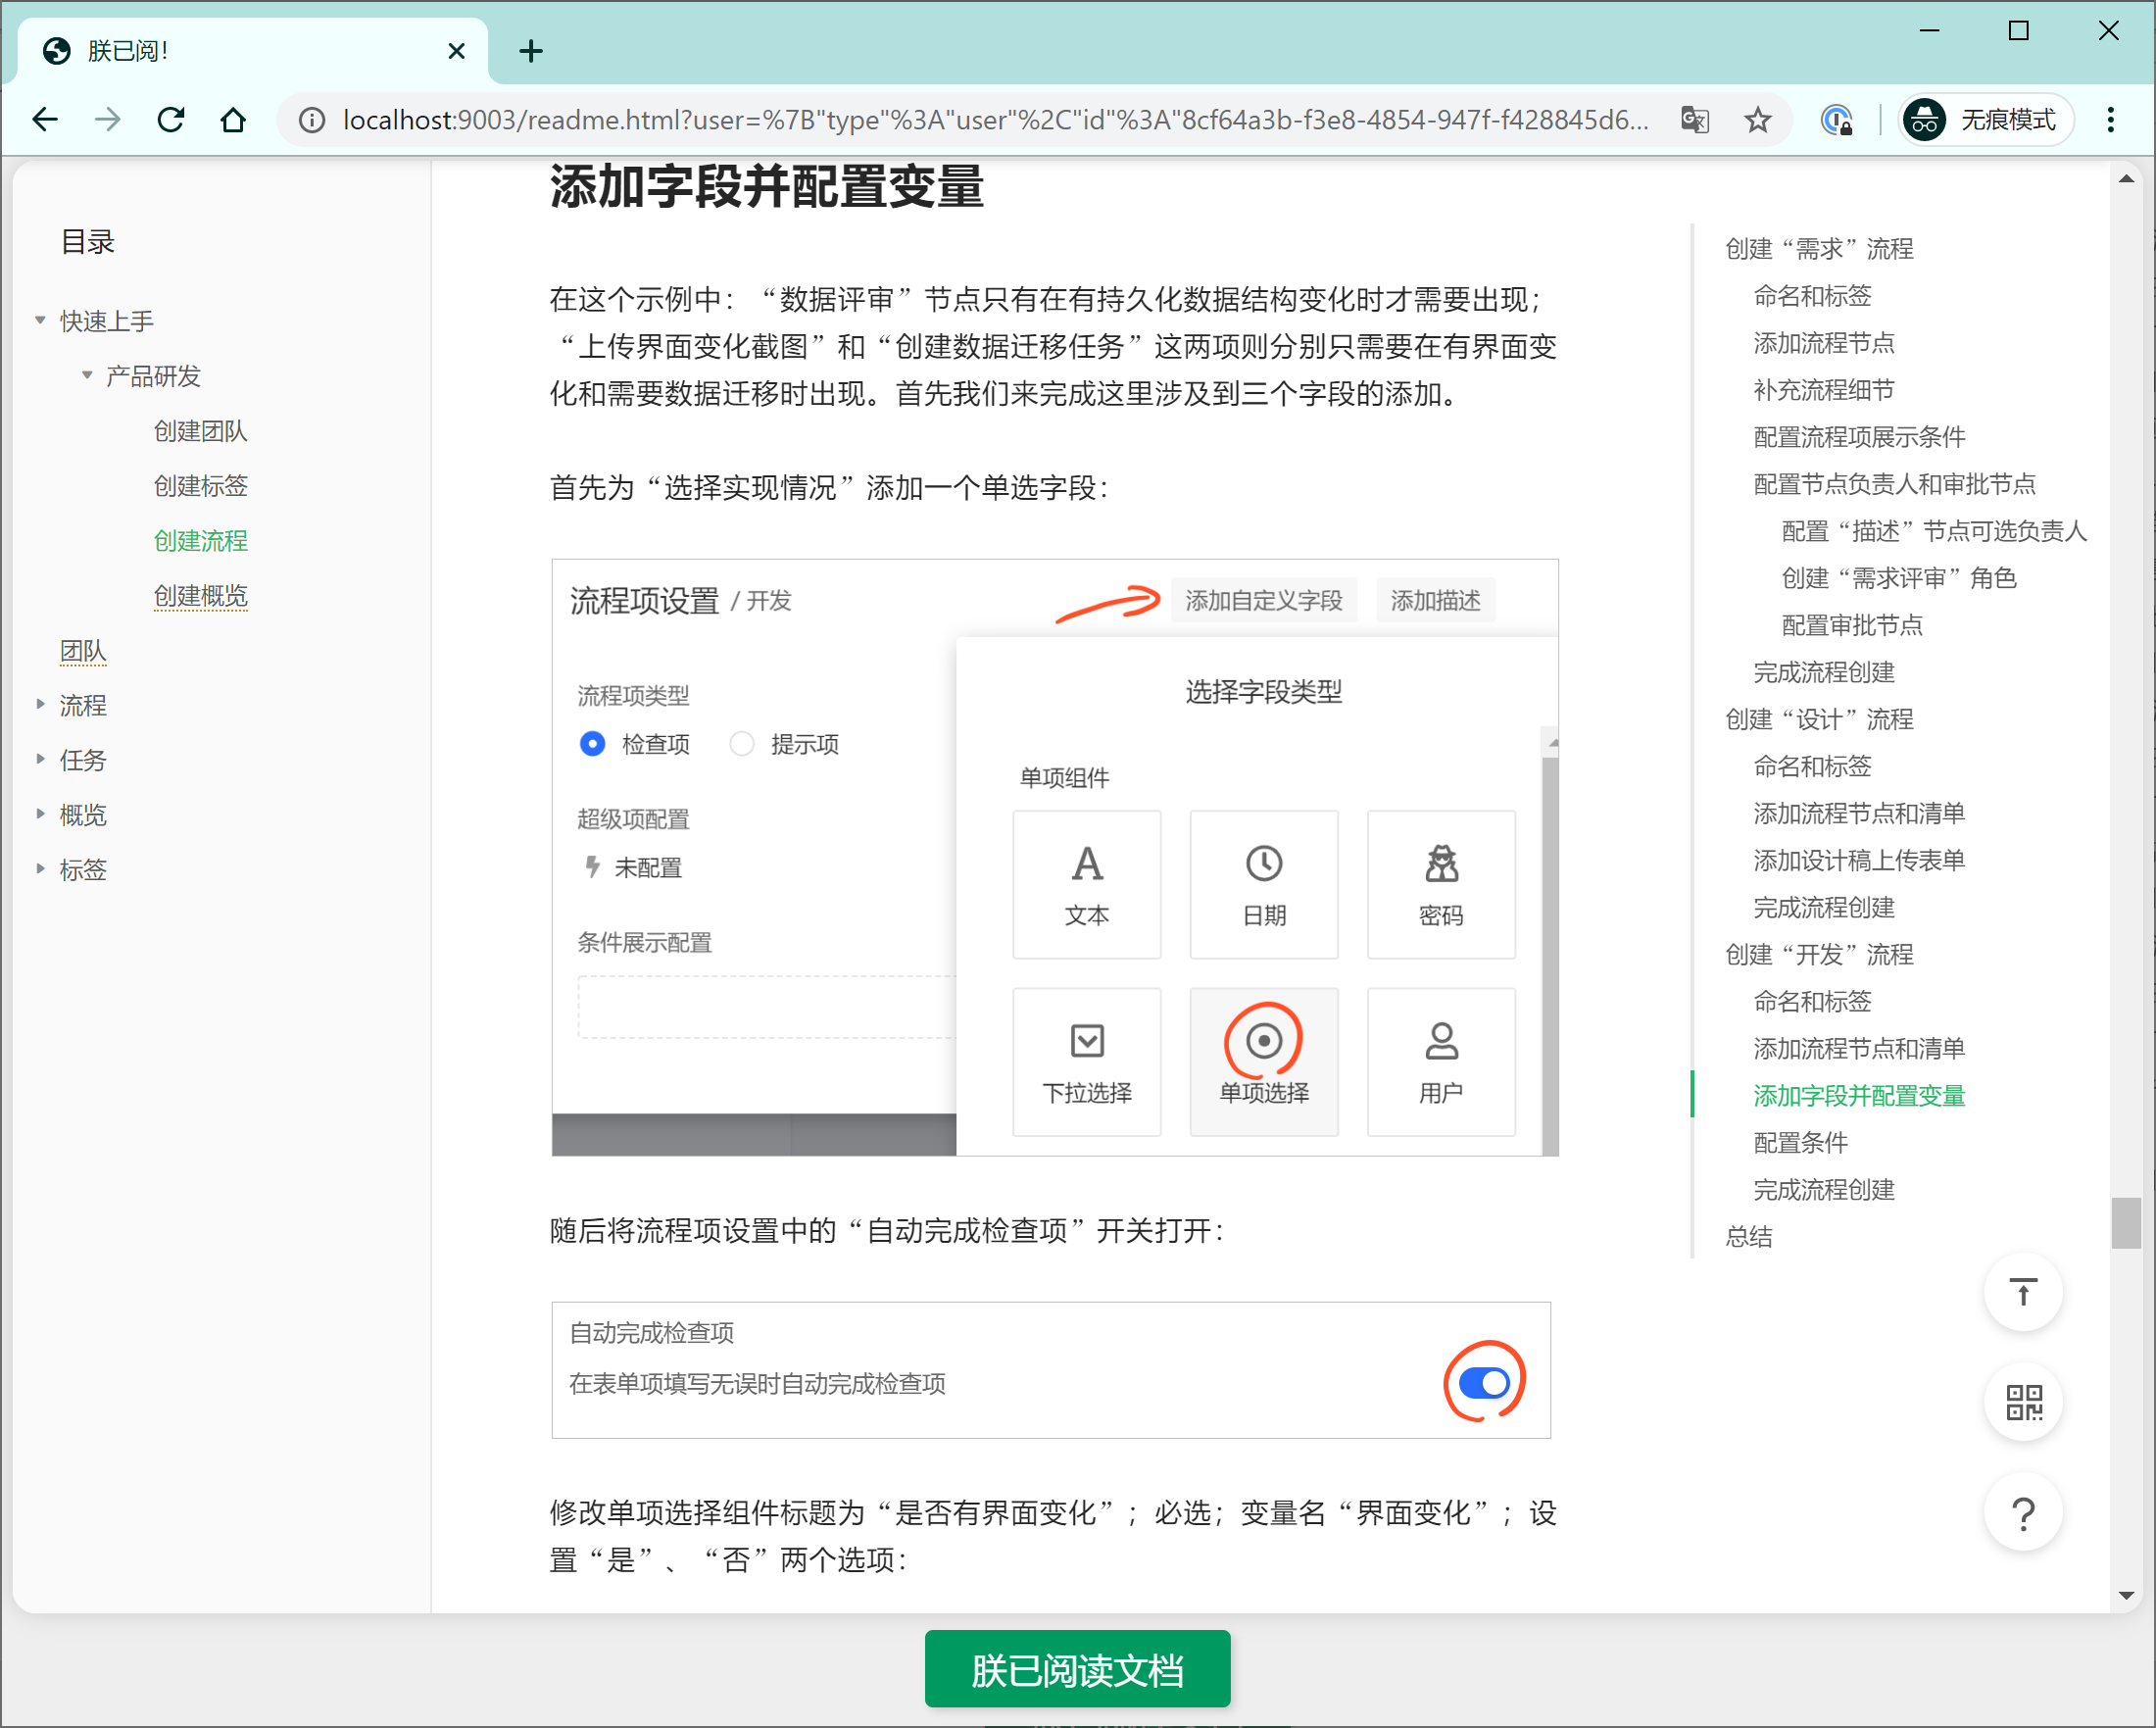 朕已阅！
localhost:9003/readme.html?user=%7B"type"%3A"user"%2C"id"%3A"8cf64a3b-f3e8-4854-947f-f428845d6...
无痕模式
目录
快速上手
产品研发
创建团队
创建标签
创建流程
创建概览
团队
流程
任务
概览
标签
添加字段并配置变量
在这个示例中：“数据评审”节点只有在有持久化数据结构变化时才需要出现；
“上传界面变化截图”和“创建数据迁移任务”这两项则分别只需要在有界面变
化和需要数据迁移时出现。首先我们来完成这里涉及到三个字段的添加。
首先为“选择实现情况”添加一个单选字段：
流程项设置 / 开发
添加自定义字段
添加描述
流程项类型
检查项
提示项
超级项配置
未配置
条件展示配置
选择字段类型
单项组件
文本
日期
密码
下拉选择
单项选择
用户
随后将流程项设置中的“自动完成检查项”开关打开：
自动完成检查项
在表单项填写无误时自动完成检查项
修改单项选择组件标题为“是否有界面变化”；必选；变量名“界面变化”；设
置“是”、“否”两个选项：
创建“需求”流程
命名和标签
添加流程节点
补充流程细节
配置流程项展示条件
配置节点负责人和审批节点
配置“描述”节点可选负责人
创建“需求评审”角色
配置审批节点
完成流程创建
创建“设计”流程
命名和标签
添加流程节点和清单
添加设计稿上传表单
完成流程创建
创建“开发”流程
命名和标签
添加流程节点和清单
添加字段并配置变量
配置条件
完成流程创建
总结
朕已阅读文档